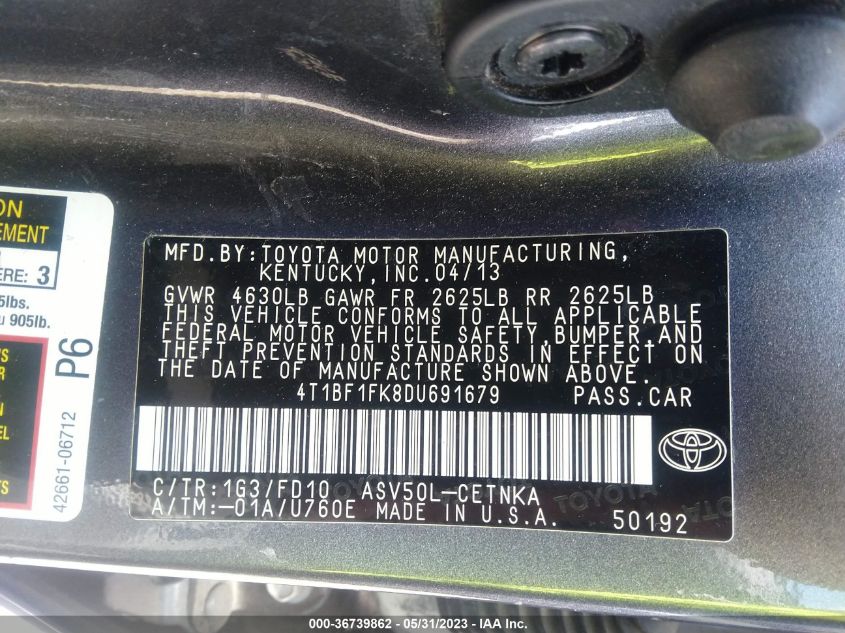 ON
EMENT
ERE: 3
5lbs.
u 905lb.
P6
42661-06712
MFD.BY:TOYOTA MOTOR MANUFACTURING,
KENTUCKY,INC.04/13
GVWR 4630LB GAWR FR 2625LB RR 2625LB
THIS VEHICLE CONFORMS TO ALL APPLICABLE
FEDERAL MOTOR VEHICLE SAFETY,BUMPER,AND
THEFT PREVENTION STANDARDS IN EFFECT ON
THE DATE OF MANUFACTURE SHOWN ABOVE.
4T1BF1FK8DU691679 PASS.CAR
C/TR:1G3/FD10 ASV50L-CETNKA
A/TM:-01A/U760E MADE IN U.S.A. 50192
000-36739862 - 05/31/2023 - IAA Inc.